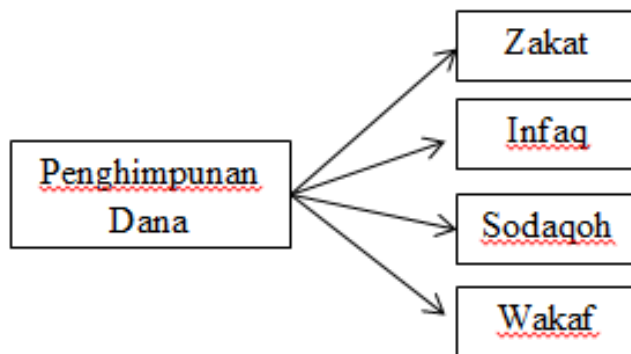 Penghimpunan
Dana
Zakat
Infaq
Sodaqoh
Wakaf